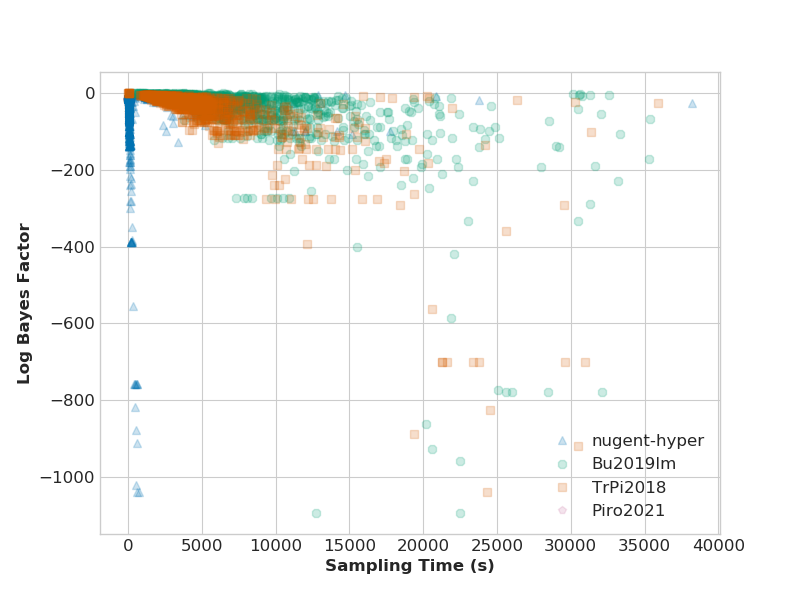 0
−200
−400
−600
−800
−1000
Log Bayes Factor
nugent-hyper
Bu2019lm
TrPi2018
Piro2021
0 5000 10000 15000 20000 25000 30000 35000 40000
Sampling Time (s)